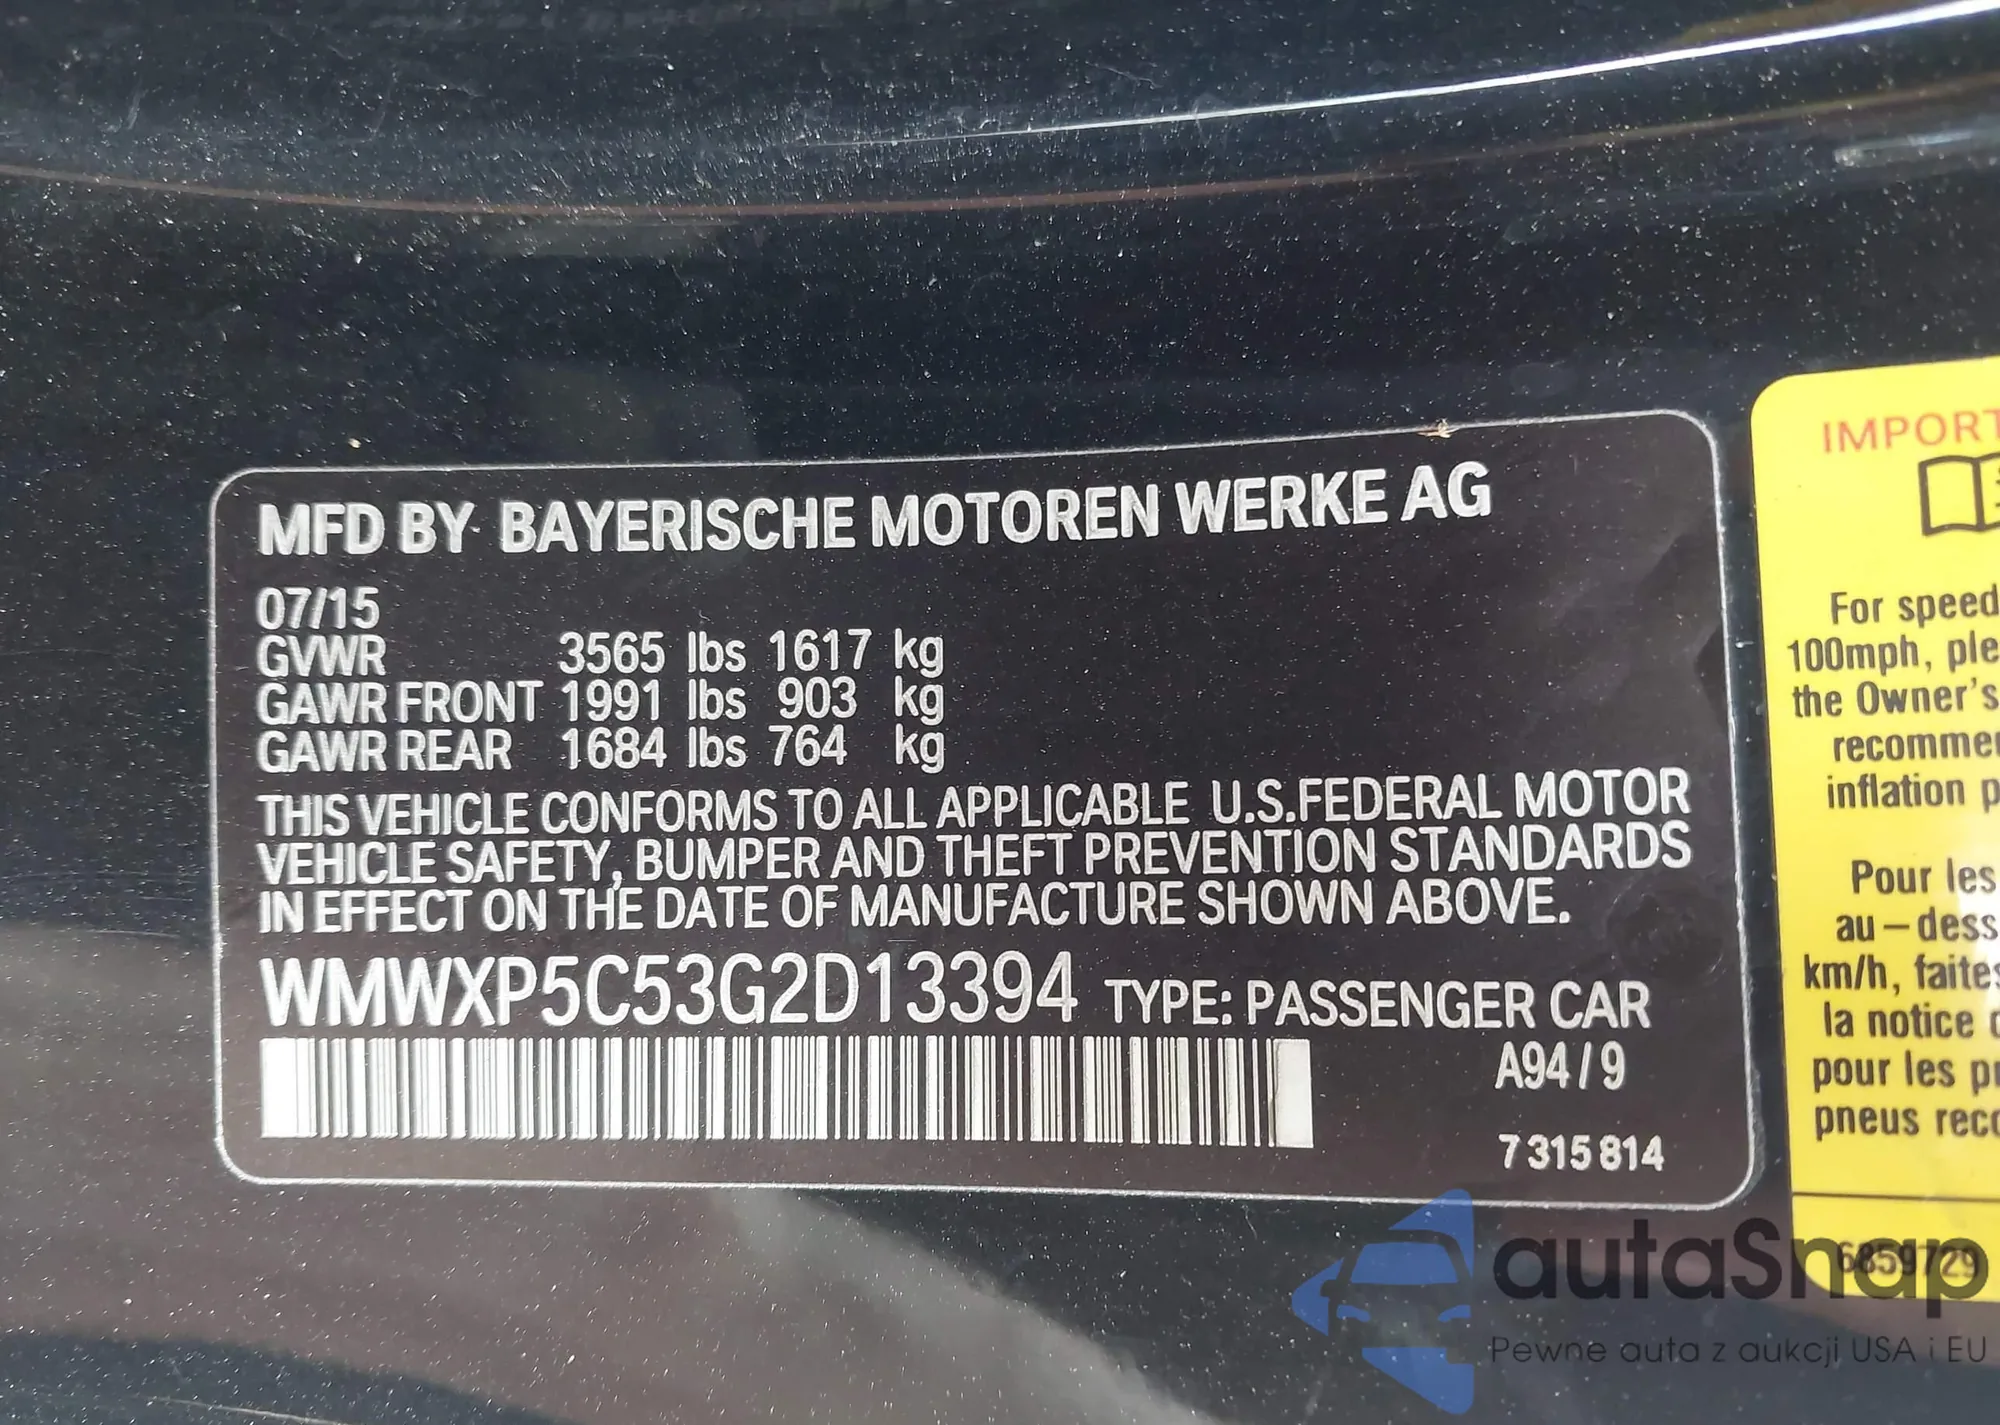 MFD BY BAYERISCHE MOTOREN WERKE AG
07/15
GVWR 3565 lbs 1617 kg
GAWR FRONT 1991 lbs 903 kg
GAWR REAR 1684 lbs 764 kg
THIS VEHICLE CONFORMS TO ALL APPLICABLE U.S.FEDERAL MOTOR
VEHICLE SAFETY, BUMPER AND THEFT PREVENTION STANDARDS
IN EFFECT ON THE DATE OF MANUFACTURE SHOWN ABOVE.
WMWXP5C53G2D13394 TYPE: PASSENGER CAR
A94/9
7 315 814
IMPORT
For speed
100mph, ple
the Owner's
recommen
inflation p
Pour les
au-dess
km/h, faites
la notice
pour les pr
pneus reco
6859729
autaSnap
Pewne auta z aukcji USA i EU